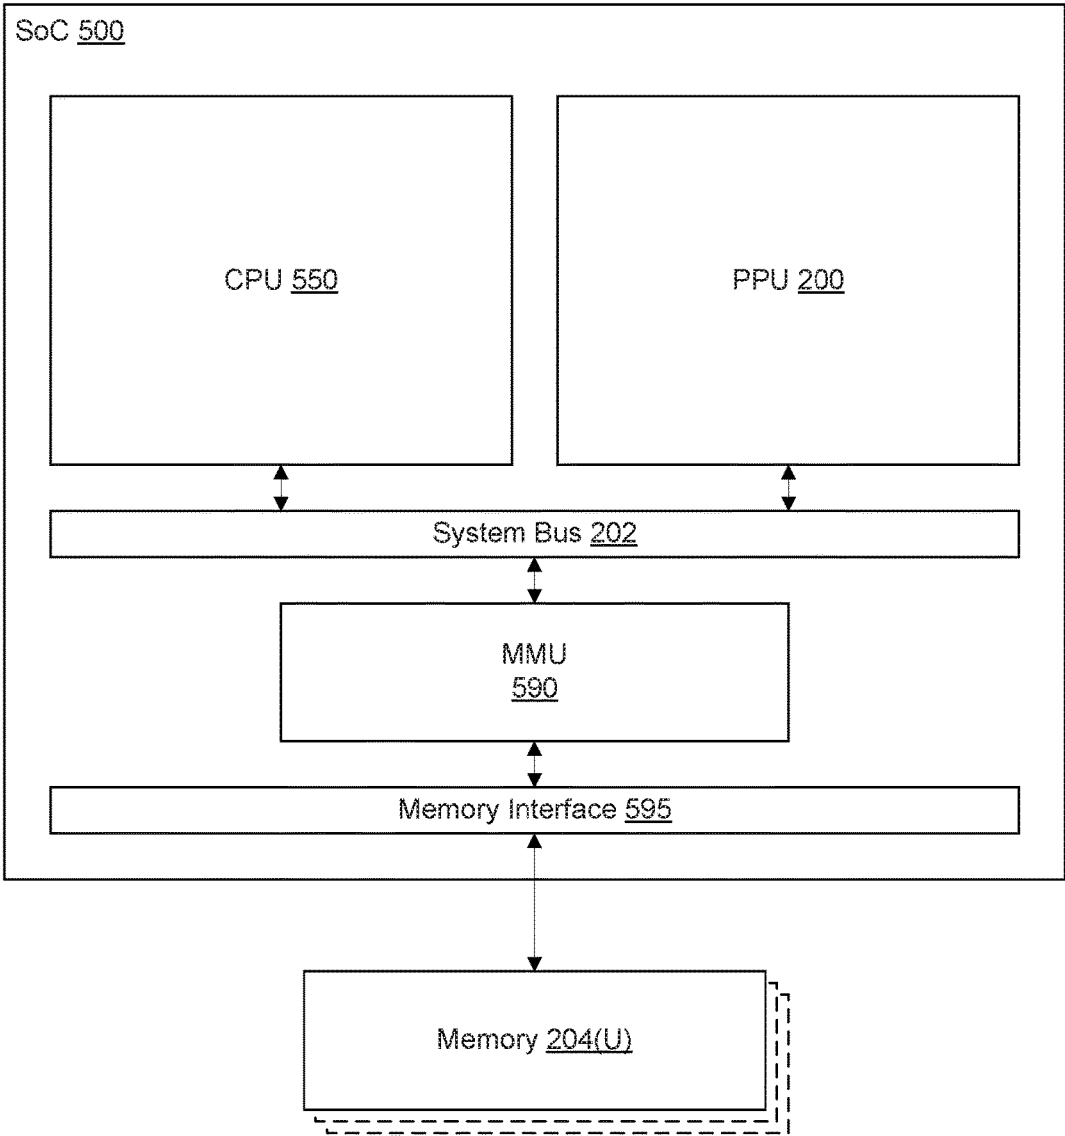 SoC 500
CPU 550
PPU 200
System Bus 202
MMU
590
Memory Interface 595
Memory 204(U)